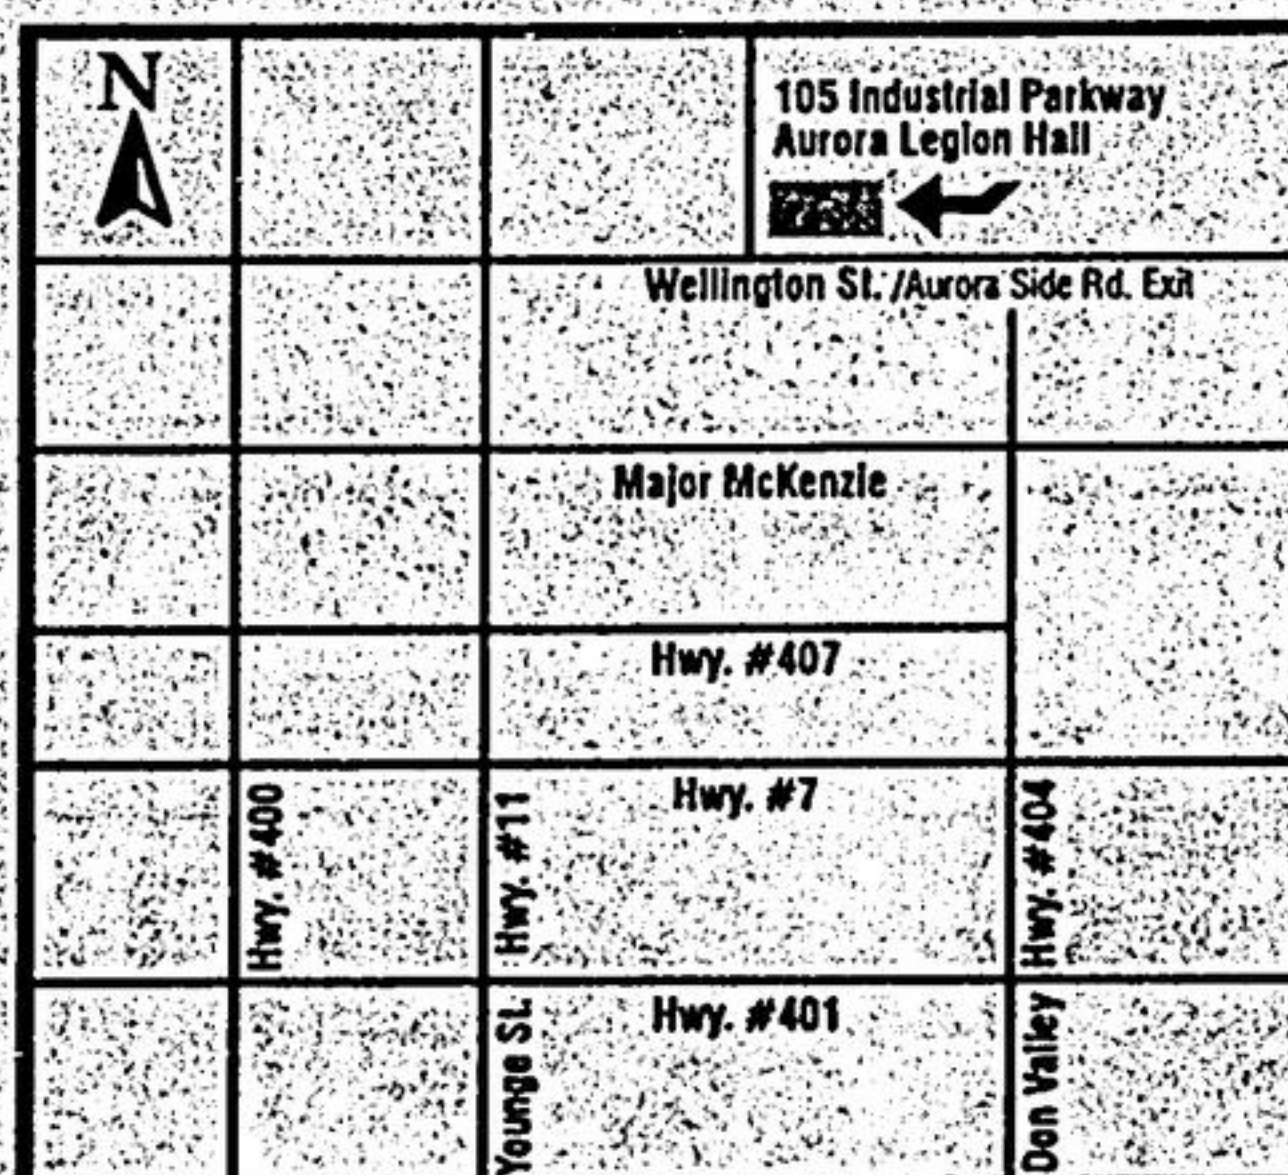 N
105 Industrial Parkway
Aurora Legion Hall
Wellington St./Aurora Side Rd. Exit
Major McKenzie
Hwy. #407
Hwy. #7
Hwy. #400
Hwy. #11
Hwy. #404
Hwy. #401
Younge St.
Don Valley